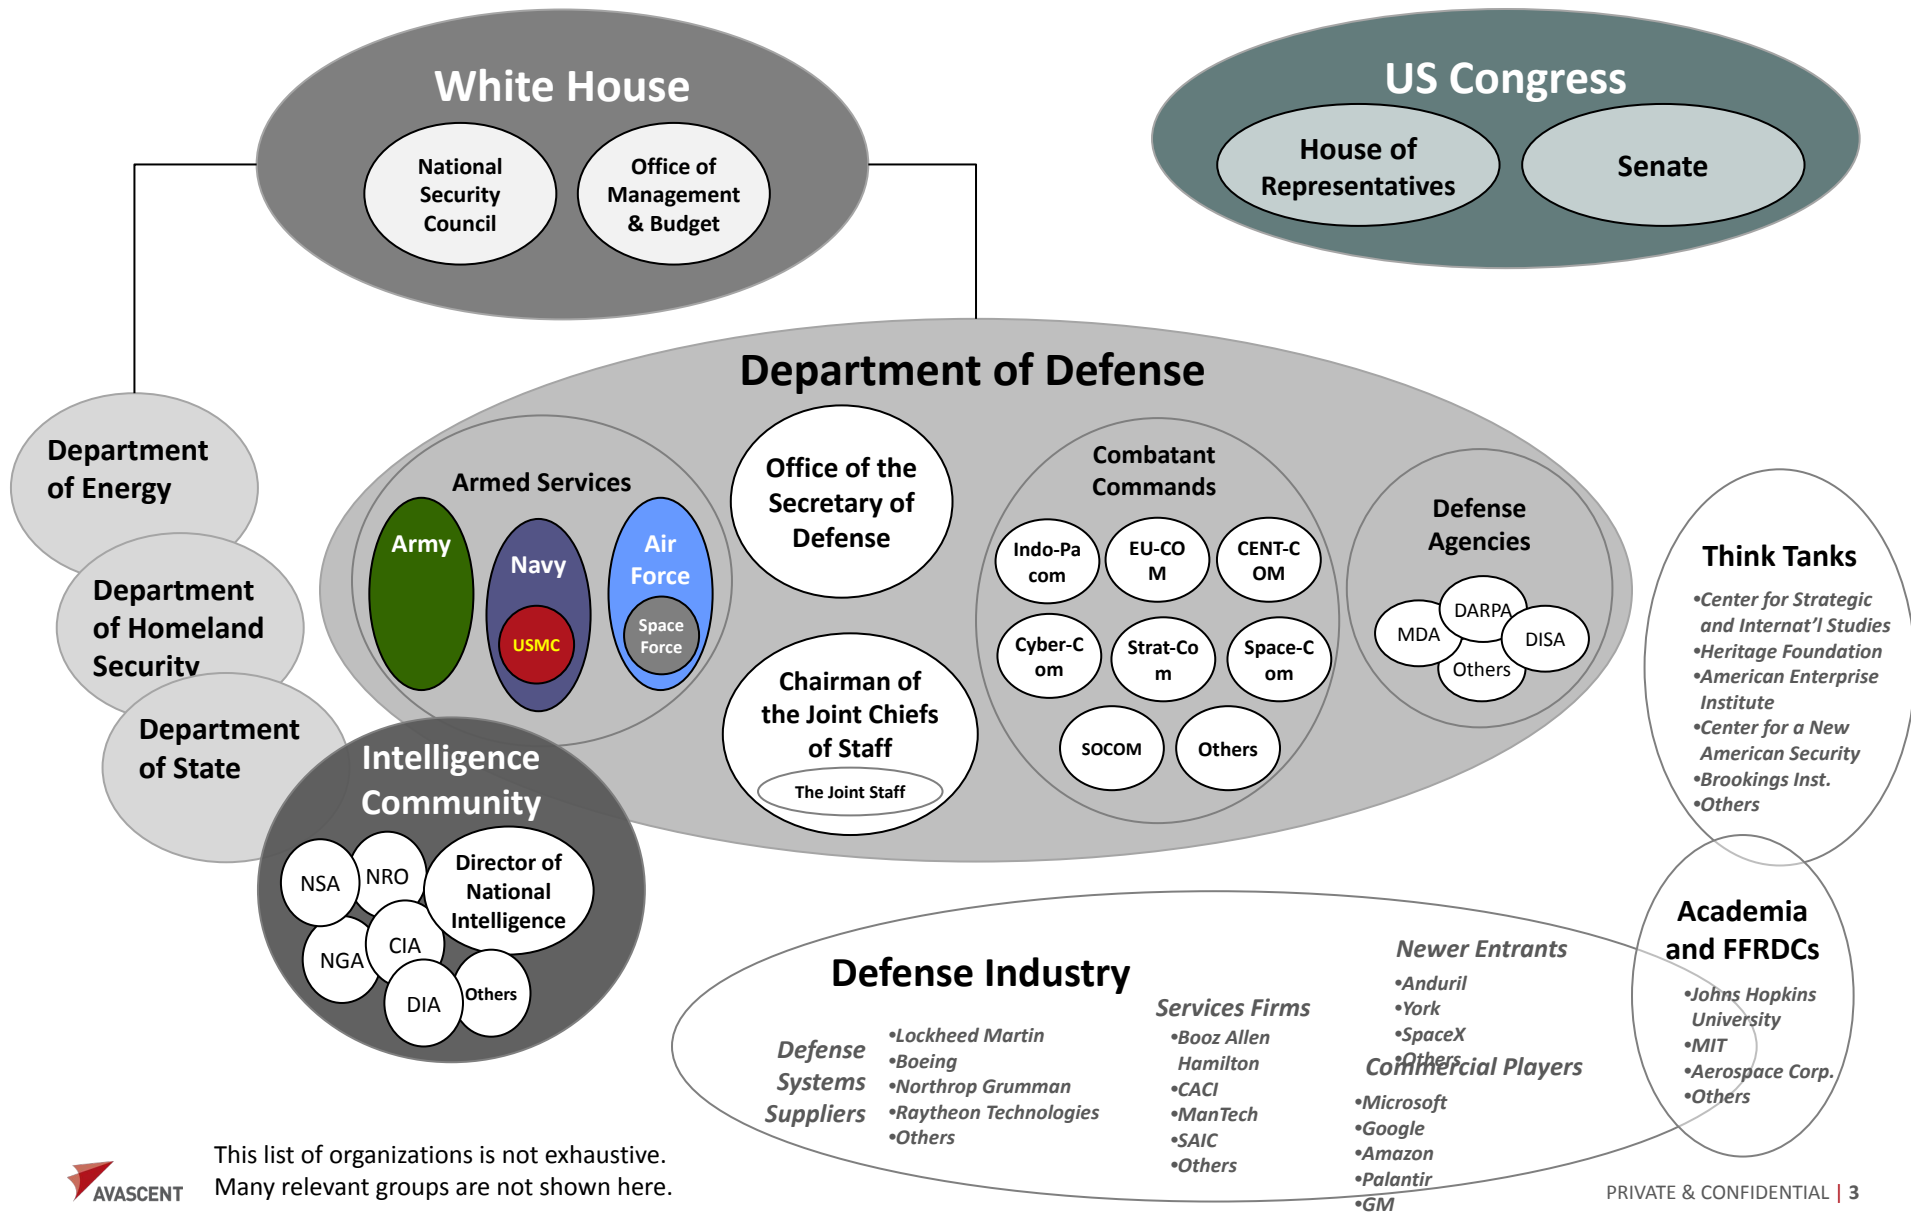 White House
National
Security
Council
Office of
Management
& Budget
US Congress
House of
Representatives
Senate
Department of Defense
Department
of Energy
Department
of Homeland
Security
Department
of State
Armed Services
Army
Navy
USMC
Air
Force
Space
Force
Office of the
Secretary of
Defense
Chairman of
the Joint Chiefs
of Staff
The Joint Staff
Combatant
Commands
Indo-Pa
com
EU-CO
M
CENT-C
OM
Cyber-C
om
Strat-Co
m
Space-C
om
SOCOM
Others
Defense
Agencies
MDA
DARPA
DISA
Others
Intelligence
Community
NSA
NRO
Director of
National
Intelligence
NGA
CIA
DIA
Others
Think Tanks
•Center for Strategic
and Internat’l Studies
•Heritage Foundation
•American Enterprise
Institute
•Center for a New
American Security
•Brookings Inst.
•Others
Academia
and FFRDCs
•Johns Hopkins
University
•MIT
•Aerospace Corp.
•Others
Defense Industry
Defense
Systems
Suppliers
•Lockheed Martin
•Boeing
•Northrop Grumman
•Raytheon Technologies
•Others
Services Firms
•Booz Allen
Hamilton
•CACI
•ManTech
•SAIC
•Others
Newer Entrants
•Anduril
•York
•SpaceX
•Others
Commercial Players
•Microsoft
•Google
•Amazon
•Palantir
•GM
This list of organizations is not exhaustive.
Many relevant groups are not shown here.
AVASCENT
PRIVATE & CONFIDENTIAL | 3